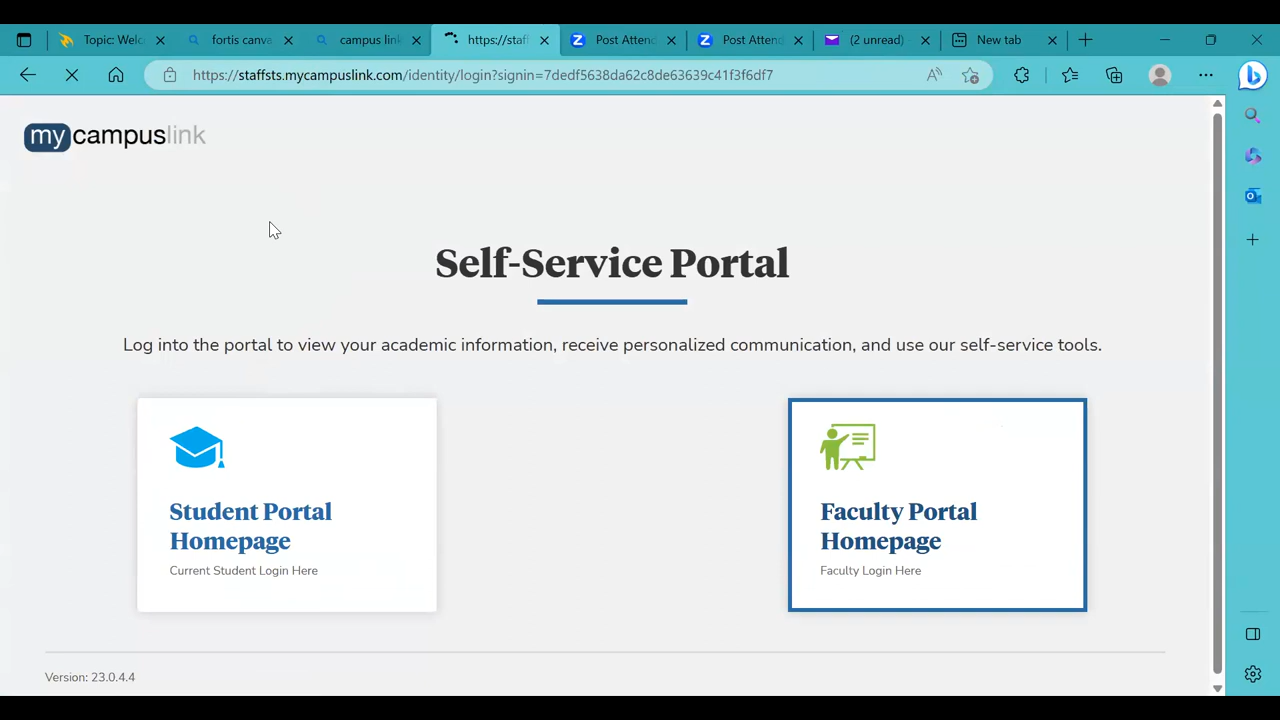 Topic: Welc
fortis canva
campus link
https://staff
Post Attend
Post Attend
(2 unread)
New tab
https://staffsts.mycampuslink.com/identity/login?signin=7dedf5638da62c8de63639c41f3f6df7
mycampuslink
Self-Service Portal
Log into the portal to view your academic information, receive personalized communication, and use our self-service tools.
Student Portal
Homepage
Current Student Login Here
Faculty Portal
Homepage
Faculty Login Here
Version: 23.0.4.4